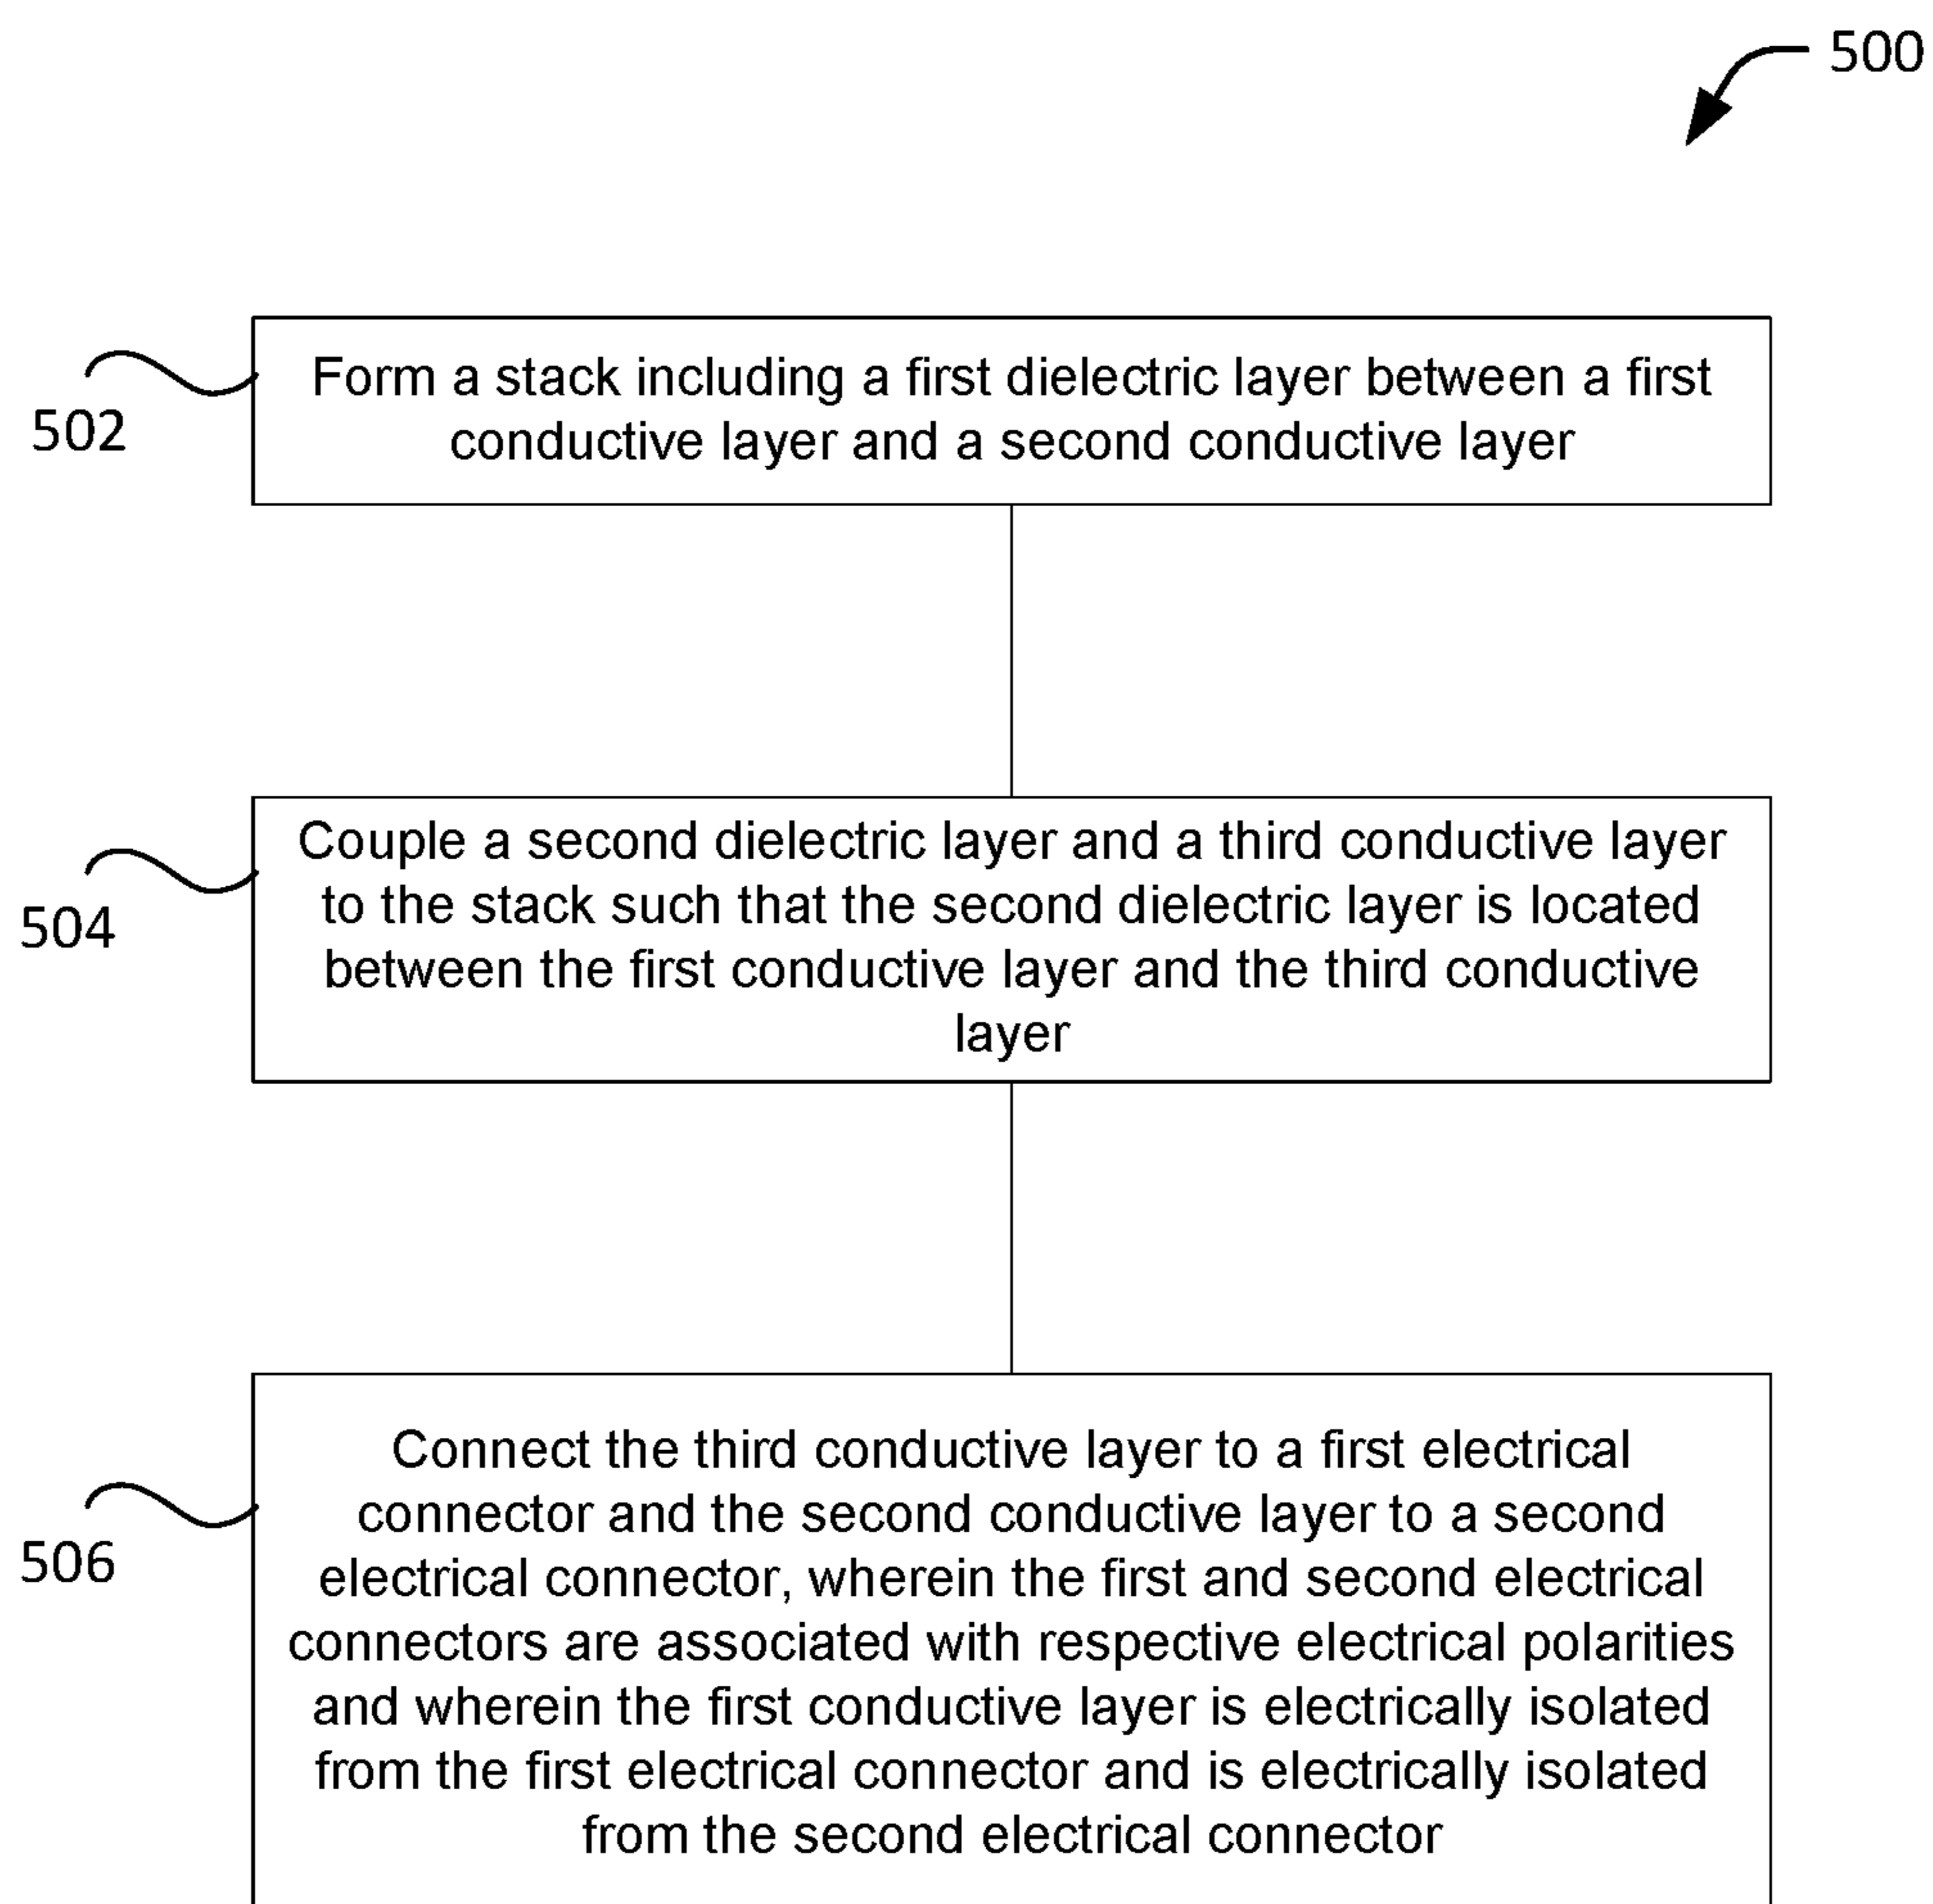 500
Form a stack including a first dielectric layer between a first
conductive layer and a second conductive layer
502
Couple a second dielectric layer and a third conductive layer
to the stack such that the second dielectric layer is located
between the first conductive layer and the third conductive
layer
504
Connect the third conductive layer to a first electrical
connector and the second conductive layer to a second
electrical connector, wherein the first and second electrical
connectors are associated with respective electrical polarities
and wherein the first conductive layer is electrically isolated
from the first electrical connector and is electrically isolated
from the second electrical connector
506